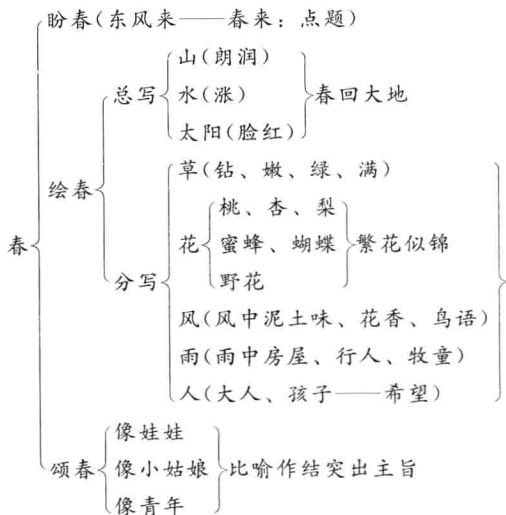 盼春(东风来——春来：点题)
山(朗润)
总写 水(涨) 春回大地
太阳(脸红)
绘春
草(钻、嫩、绿、满)
桃、杏、梨
花 蜜蜂、蝴蝶 繁花似锦
野花
春
分写
风(风中泥土味、花香、鸟语)
雨(雨中房屋、行人、牧童)
人(大人、孩子——希望)
像娃娃
颂春 像小姑娘 比喻作结突出主旨
像青年